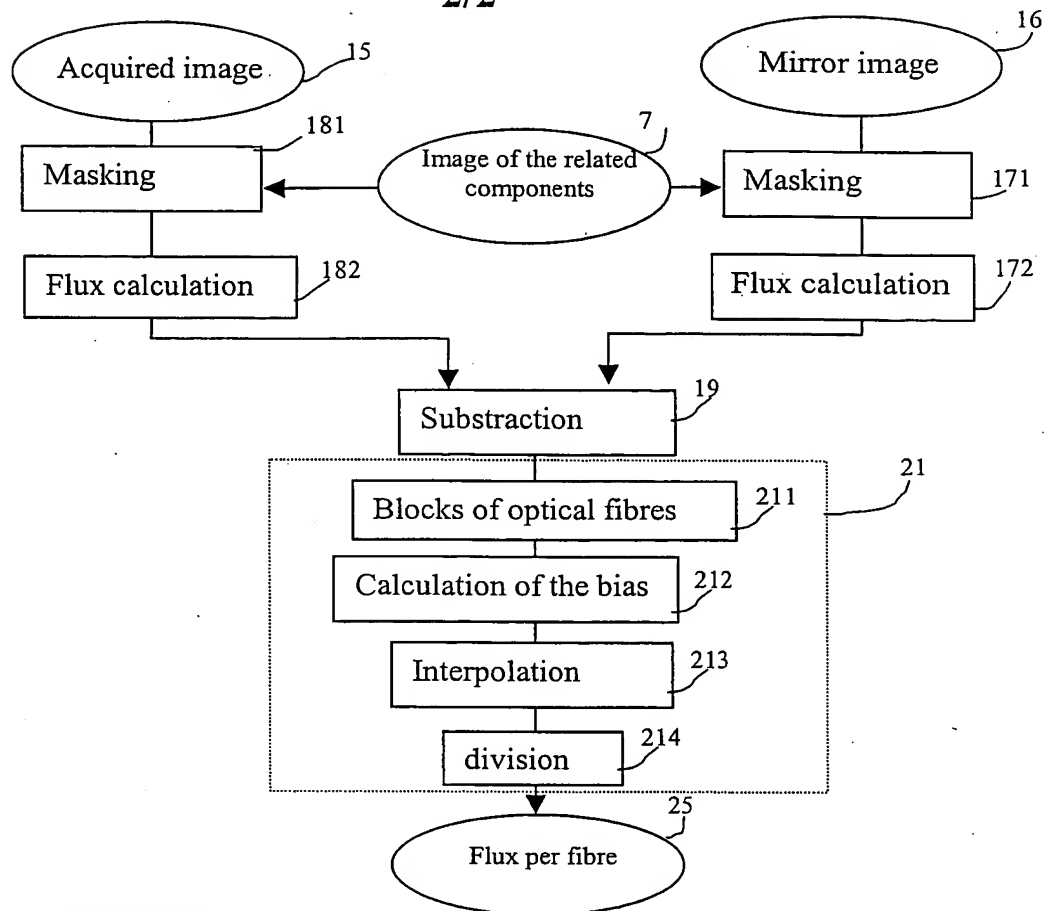 2/2
15
Acquired image
16
Mirror image
181
Masking
7
Image of the related
components
Masking
171
Flux calculation
182
Flux calculation
172
Substraction
19
21
Blocks of optical fibres
211
Calculation of the bias
212
Interpolation
213
division
214
25
Flux per fibre